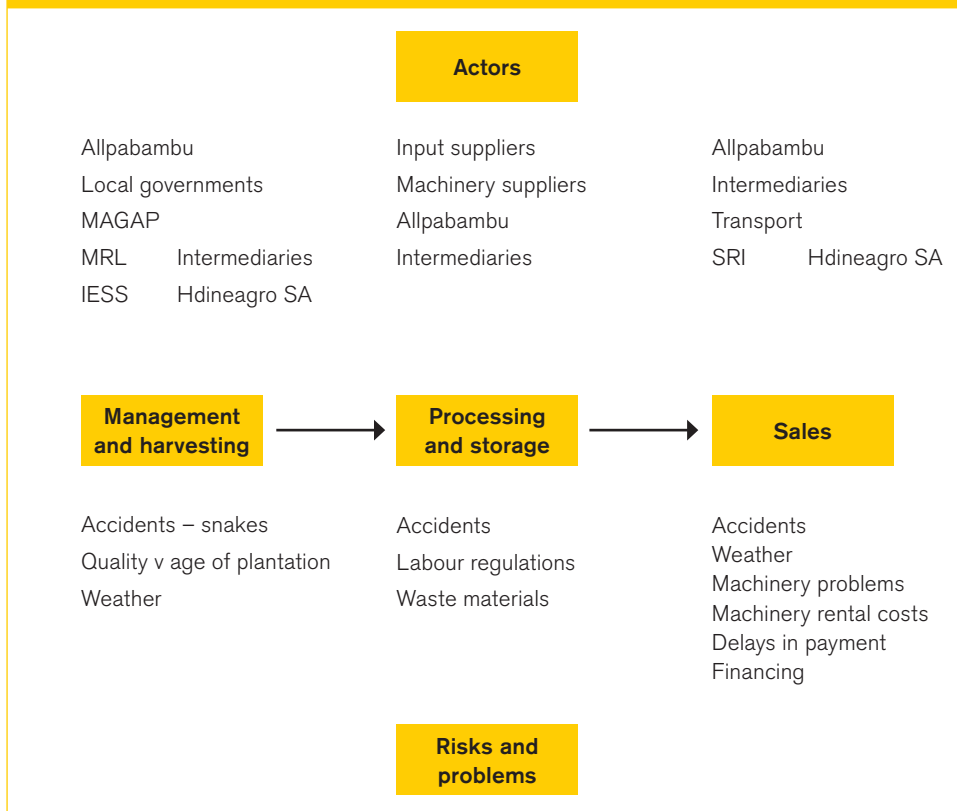 Actors
Allpabambu
Local governments
MAGAP
MRL Intermediaries
IESS Hdineagro SA
Input suppliers
Machinery suppliers
Allpabambu
Intermediaries
Allpabambu
Intermediaries
Transport
SRI Hdineagro SA
Management
and harvesting
Processing
and storage
Sales
Accidents – snakes
Quality v age of plantation
Weather
Accidents
Labour regulations
Waste materials
Accidents
Weather
Machinery problems
Machinery rental costs
Delays in payment
Financing
Risks and
problems